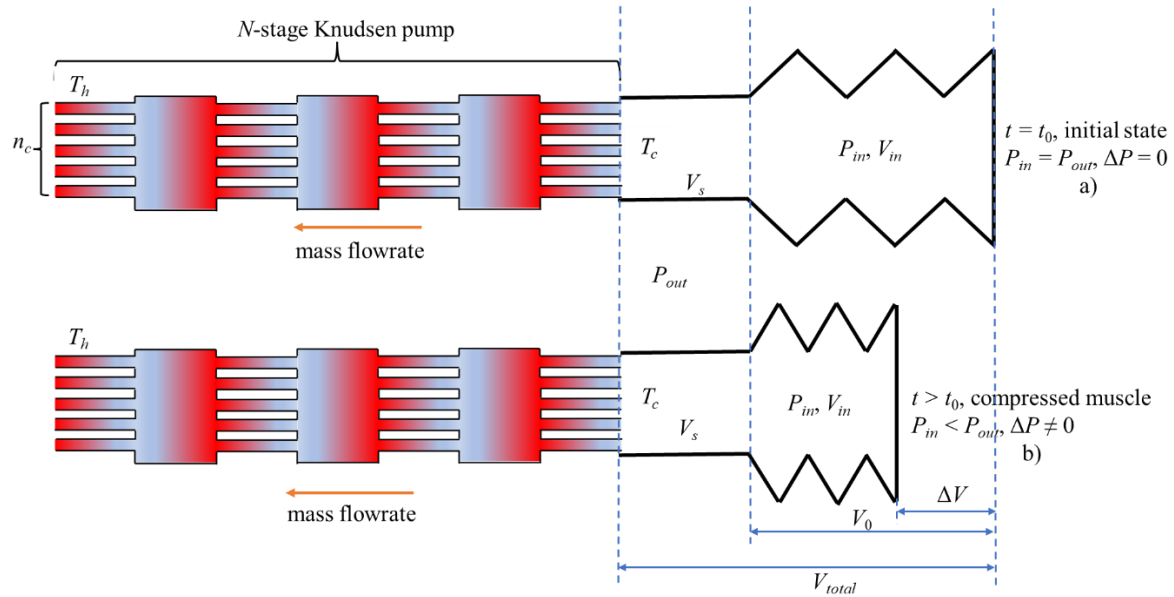 N-stage Knudsen pump
T_h
n_c
T_c
P_in, V_in
V_s
t = t_0, initial state
P_in = P_out, ΔP = 0
a)
mass flowrate
P_out
T_h
T_c
P_in, V_in
V_s
t > t_0, compressed muscle
P_in < P_out, ΔP ≠ 0
b)
mass flowrate
ΔV
V_0
V_total